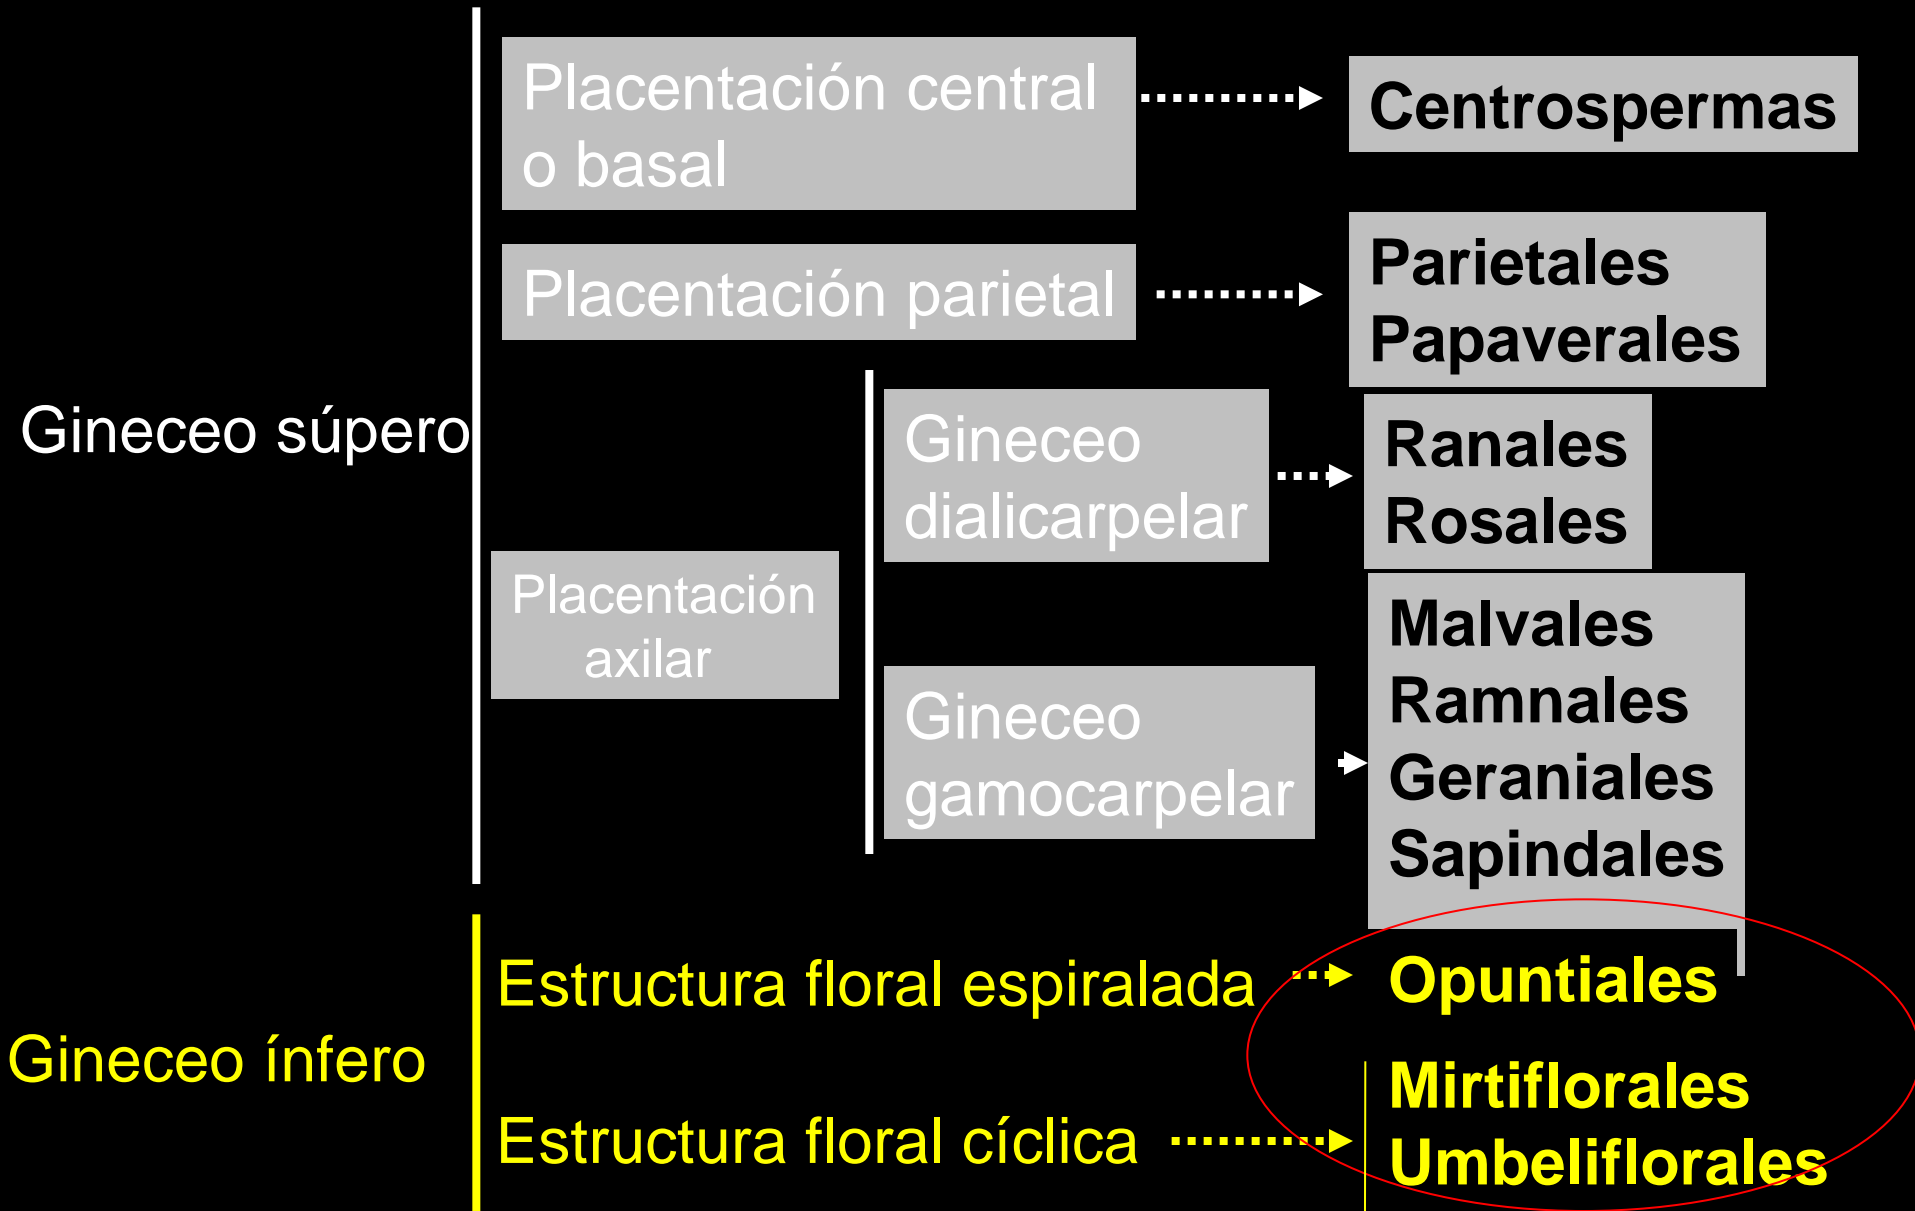 Placentación central
o basal
Centrospermas
Placentación parietal
Parietales
Papaverales
Gineceo súpero
Gineceo
dialicarpelar
Ranales
Rosales
Placentación
axilar
Gineceo
gamocarpelar
Malvales
Ramnales
Geraniales
Sapindales
Gineceo ínfero
Estructura floral espiralada
Opuntiales
Estructura floral cíclica
Mirtiflorales
Umbeliflorales